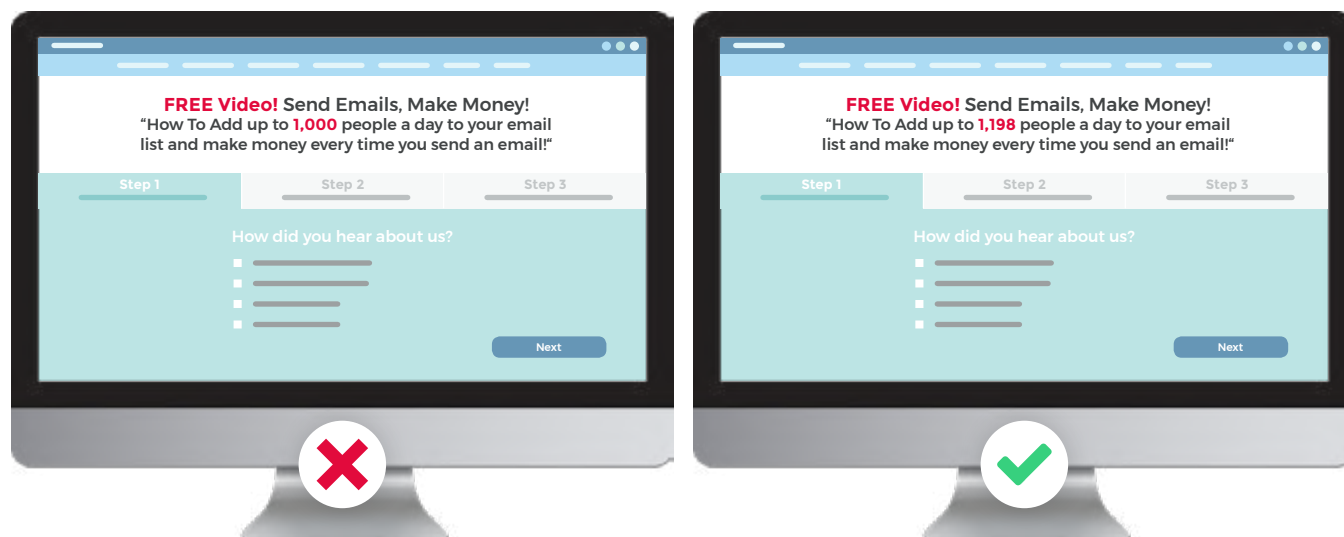 FREE Video! Send Emails, Make Money!
“How To Add up to 1,000 people a day to your email
list and make money every time you send an email!“
Step 1
Step 2
Step 3
How did you hear about us?
Next
FREE Video! Send Emails, Make Money!
“How To Add up to 1,198 people a day to your email
list and make money every time you send an email!“
Step 1
Step 2
Step 3
How did you hear about us?
Next